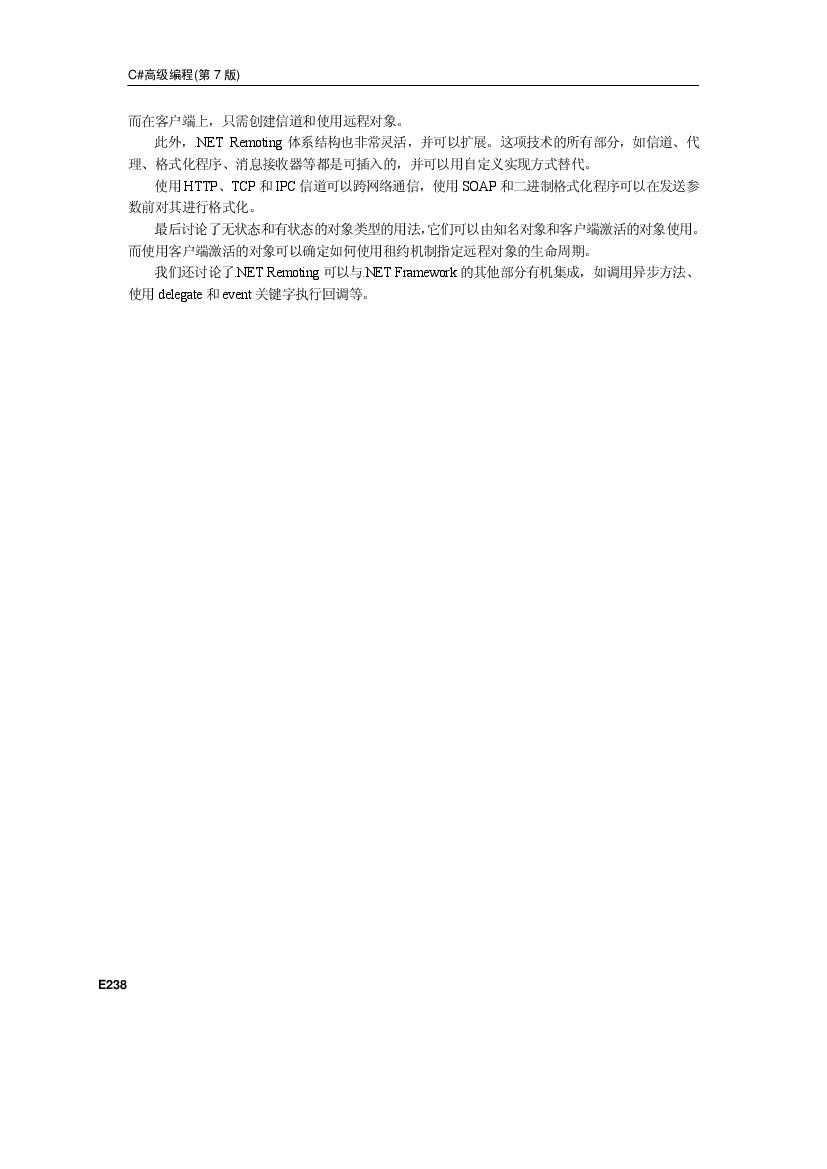 C#高级编程(第 7 版)
而在客户端上，只需创建信道和使用远程对象。
此外，.NET Remoting 体系结构也非常灵活，并可以扩展。这项技术的所有部分，如信道、代
理、格式化程序、消息接收器等都是可插入的，并可以用自定义实现方式替代。
使用 HTTP、TCP 和 IPC 信道可以跨网络通信，使用 SOAP 和二进制格式化程序可以在发送参
数前对其进行格式化。
最后讨论了无状态和有状态的对象类型的用法，它们可以由知名对象和客户端激活的对象使用。
而使用客户端激活的对象可以确定如何使用租约机制指定远程对象的生命周期。
我们还讨论了.NET Remoting 可以与.NET Framework 的其他部分有机集成，如调用异步方法、
使用 delegate 和 event 关键字执行回调等。
E238